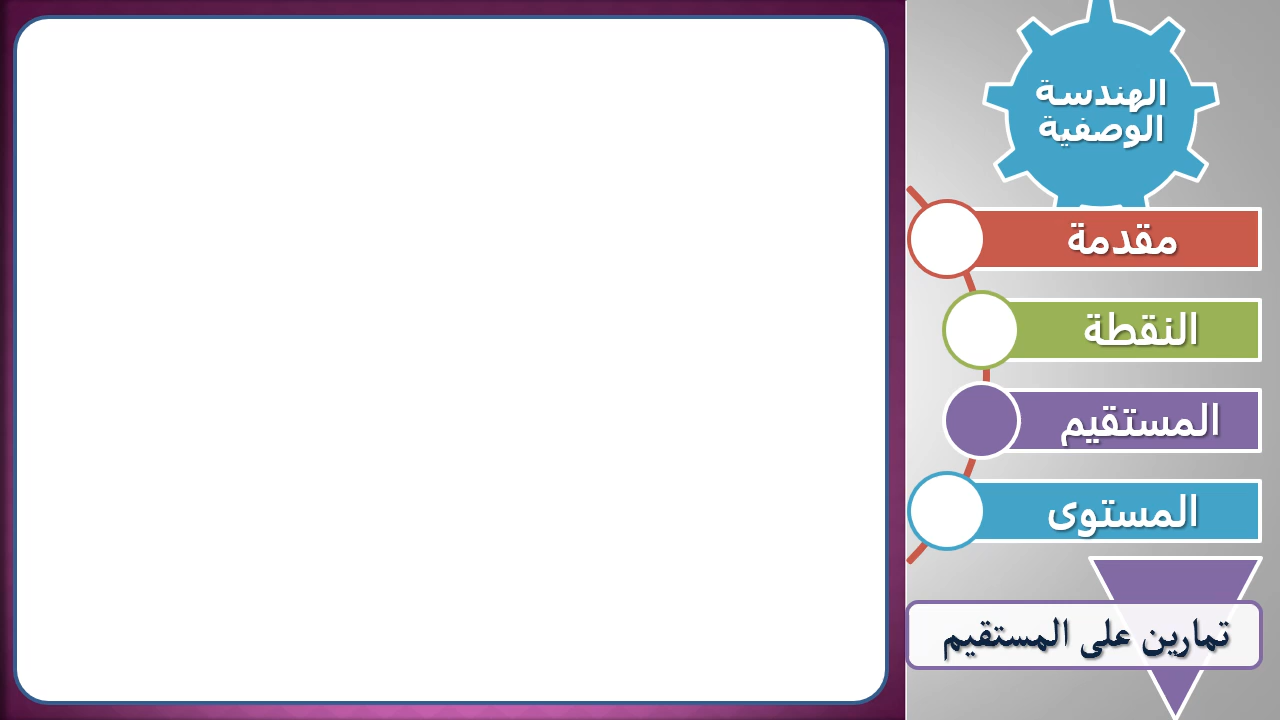 الهندسة
الوصفية
مقدمة
النقطة
المستقيم
المستوى
تمارين على المستقيم